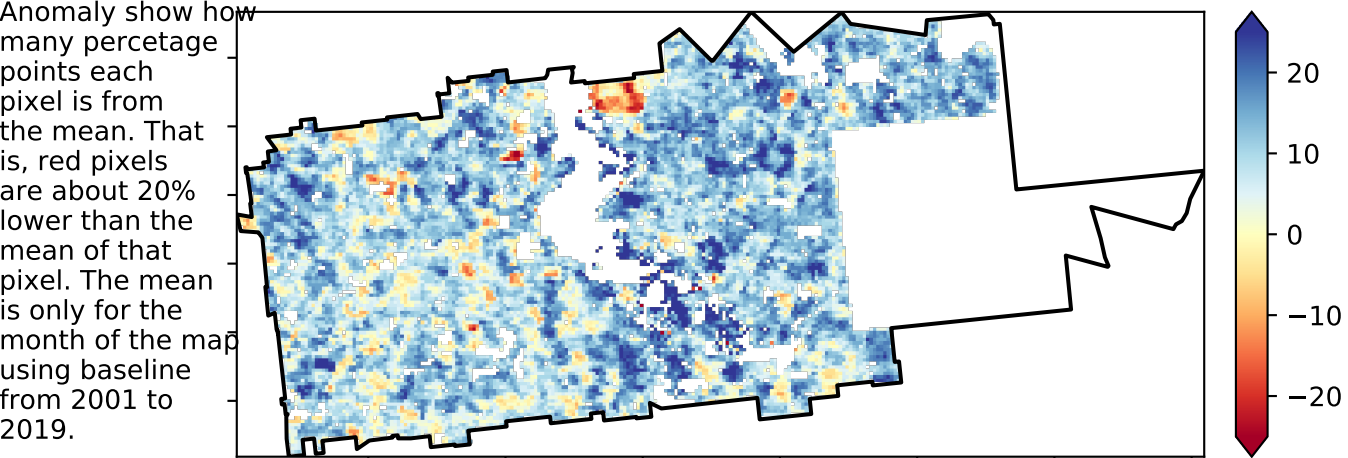 Anomaly show how
many percetage
points each
pixel is from
the mean. That
is, red pixels
are about 20%
lower than the
mean of that
pixel. The mean
is only for the
month of the map
using baseline
from 2001 to
2019.
20
10
0
−10
−20